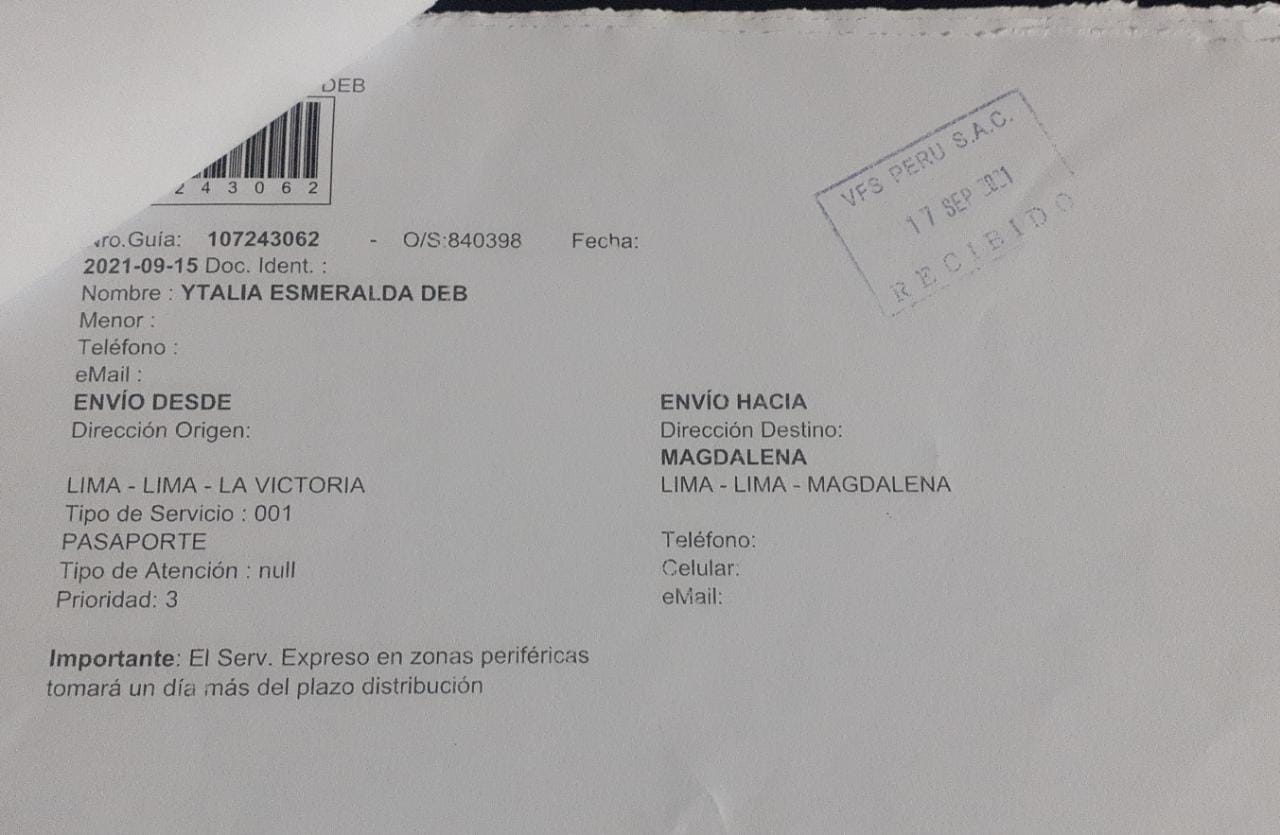 DEB
2 4 3 0 6 2
ro.Guía: 107243062 - O/S:840398 Fecha:
2021-09-15 Doc. Ident. :
Nombre : YTALIA ESMERALDA DEB
Menor :
Teléfono :
eMail :
ENVÍO DESDE
Dirección Origen:
LIMA - LIMA - LA VICTORIA
Tipo de Servicio : 001
PASAPORTE
Tipo de Atención : null
Prioridad: 3
Importante: El Serv. Expreso en zonas periféricas
tomará un día más del plazo distribución
VFS PERU S.A.C.
17 SEP 2021
RECIBIDO
ENVÍO HACIA
Dirección Destino:
MAGDALENA
LIMA - LIMA - MAGDALENA
Teléfono:
Celular:
eMail: